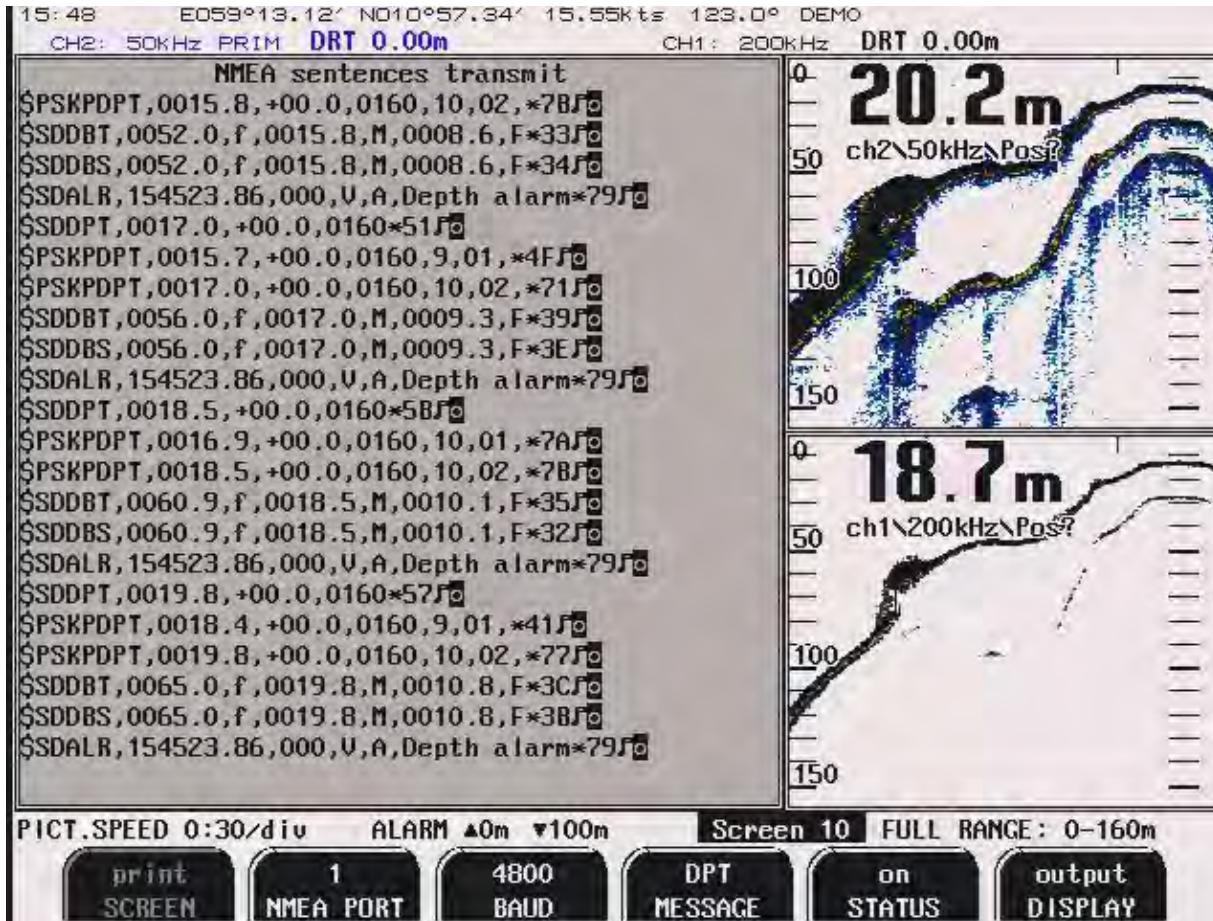 15:48 E059°13.12' N010°57.34' 15.55kts 123.0° DEMO
CH2: 50kHz PRIM DRT 0.00m CH1: 200kHz DRT 0.00m
NMEA sentences transmit
$PSKPDPT,0015.8,+00.0,0160,10,02,*7B
$SDDBT,0052.0,f,0015.8,M,0008.6,F*33
$SDDBS,0052.0,f,0015.8,M,0008.6,F*34
$SDALR,154523.86,000,V,A,Depth alarm*79
$SDDPT,0017.0,+00.0,0160*51
$PSKPDPT,0015.7,+00.0,0160,9,01,*4F
$PSKPDPT,0017.0,+00.0,0160,10,02,*71
$SDDBT,0056.0,f,0017.0,M,0009.3,F*39
$SDDBS,0056.0,f,0017.0,M,0009.3,F*3E
$SDALR,154523.86,000,V,A,Depth alarm*79
$SDDPT,0018.5,+00.0,0160*5B
$PSKPDPT,0016.9,+00.0,0160,10,01,*7A
$PSKPDPT,0018.5,+00.0,0160,10,02,*7B
$SDDBT,0060.9,f,0018.5,M,0010.1,F*35
$SDDBS,0060.9,f,0018.5,M,0010.1,F*32
$SDALR,154523.86,000,V,A,Depth alarm*79
$SDDPT,0019.8,+00.0,0160*57
$PSKPDPT,0018.4,+00.0,0160,9,01,*41
$PSKPDPT,0019.8,+00.0,0160,10,02,*77
$SDDBT,0065.0,f,0019.8,M,0010.8,F*3C
$SDDBS,0065.0,f,0019.8,M,0010.8,F*3B
$SDALR,154523.86,000,V,A,Depth alarm*79
0
20.2m
ch2\50kHz\Pos?
50
100
150
0
18.7m
ch1\200kHz\Pos?
50
100
150
PICT.SPEED 0:30/div ALARM ▲0m ▼100m Screen 10 FULL RANGE: 0-160m
print SCREEN
1 NMEA PORT
4800 BAUD
DPT MESSAGE
on STATUS
output DISPLAY